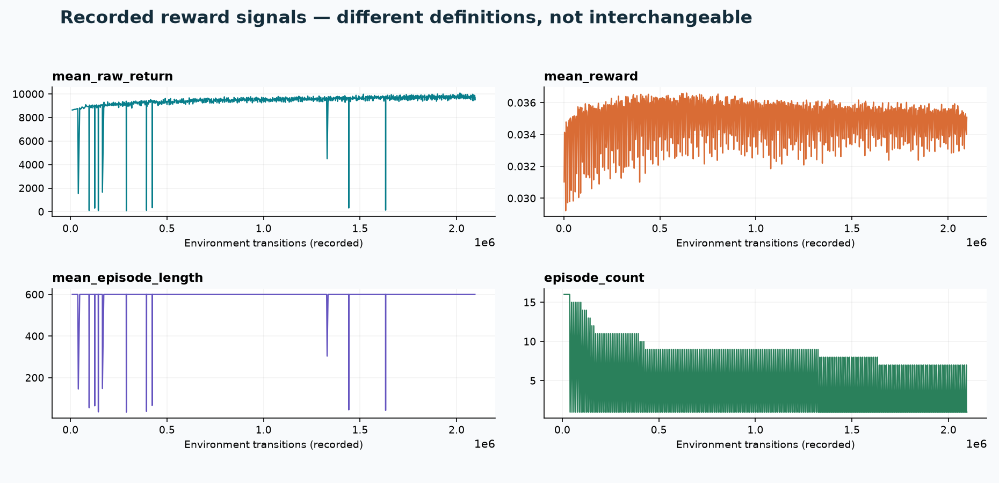 Recorded reward signals — different definitions, not interchangeable
mean_raw_return
10000
8000
6000
4000
2000
0
0.0 0.5 1.0 1.5 2.0
Environment transitions (recorded) 1e6
mean_reward
0.036
0.034
0.032
0.030
0.0 0.5 1.0 1.5 2.0
Environment transitions (recorded) 1e6
mean_episode_length
600
400
200
0.0 0.5 1.0 1.5 2.0
Environment transitions (recorded) 1e6
episode_count
15
10
5
0.0 0.5 1.0 1.5 2.0
Environment transitions (recorded) 1e6